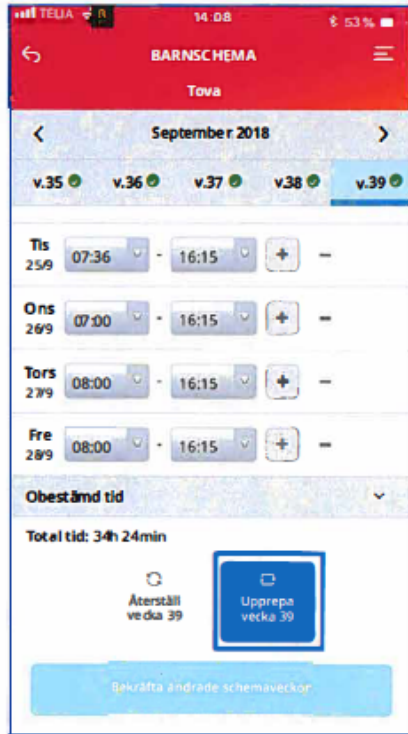 TELIA 14:08 53 %
BARNSCHEMA
Tova
September 2018
v.35 v.36 v.37 v.38 v.39
Tis 07:36 - 16:15 + -
25/9
Ons 07:00 - 16:15 + -
26/9
Tors 08:00 - 16:15 + -
27/9
Fre 08:00 - 16:15 + -
28/9
Obestämd tid
Total tid: 34h 24min
Återställ
vecka 39
Upprepa
vecka 39
Bekräfta ändrade schemaveckor